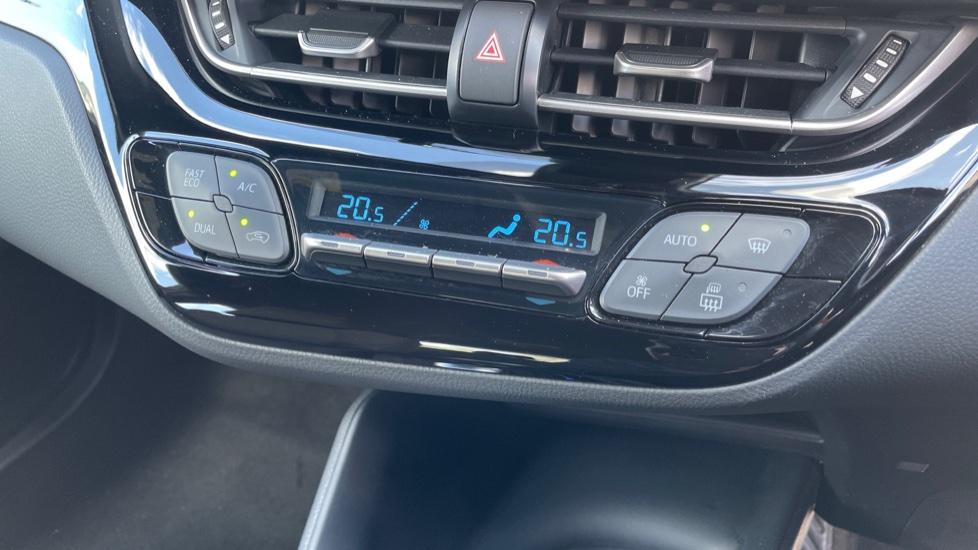 FAST
ECO
A/C
DUAL
20.5
20.5
AUTO
OFF